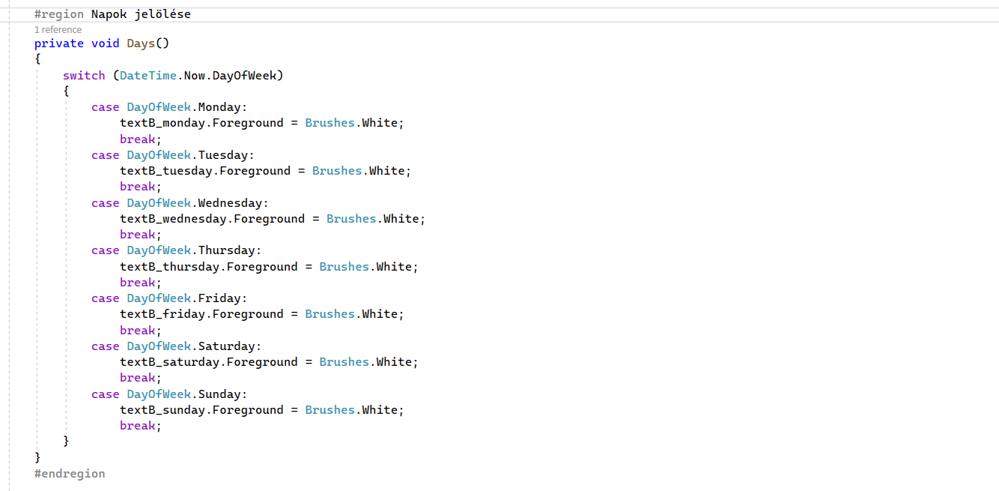 #region Napok jelölése
1 reference
private void Days()
{
switch (DateTime.Now.DayOfWeek)
{
case DayOfWeek.Monday:
textB_monday.Foreground = Brushes.White;
break;
case DayOfWeek.Tuesday:
textB_tuesday.Foreground = Brushes.White;
break;
case DayOfWeek.Wednesday:
textB_wednesday.Foreground = Brushes.White;
break;
case DayOfWeek.Thursday:
textB_thursday.Foreground = Brushes.White;
break;
case DayOfWeek.Friday:
textB_friday.Foreground = Brushes.White;
break;
case DayOfWeek.Saturday:
textB_saturday.Foreground = Brushes.White;
break;
case DayOfWeek.Sunday:
textB_sunday.Foreground = Brushes.White;
break;
}
}
#endregion